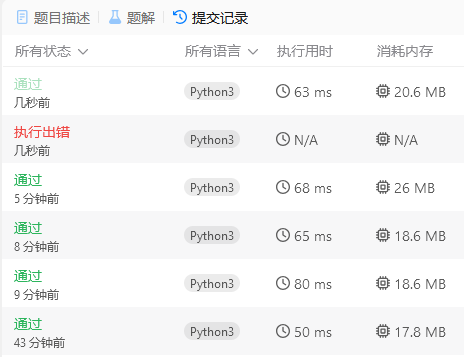 题目描述 题解 提交记录
所有状态 所有语言 执行用时 消耗内存
通过
几秒前
Python3 63 ms 20.6 MB
执行出错
几秒前
Python3 N/A N/A
通过
5 分钟前
Python3 68 ms 26 MB
通过
8 分钟前
Python3 65 ms 18.6 MB
通过
9 分钟前
Python3 80 ms 18.6 MB
通过
43 分钟前
Python3 50 ms 17.8 MB